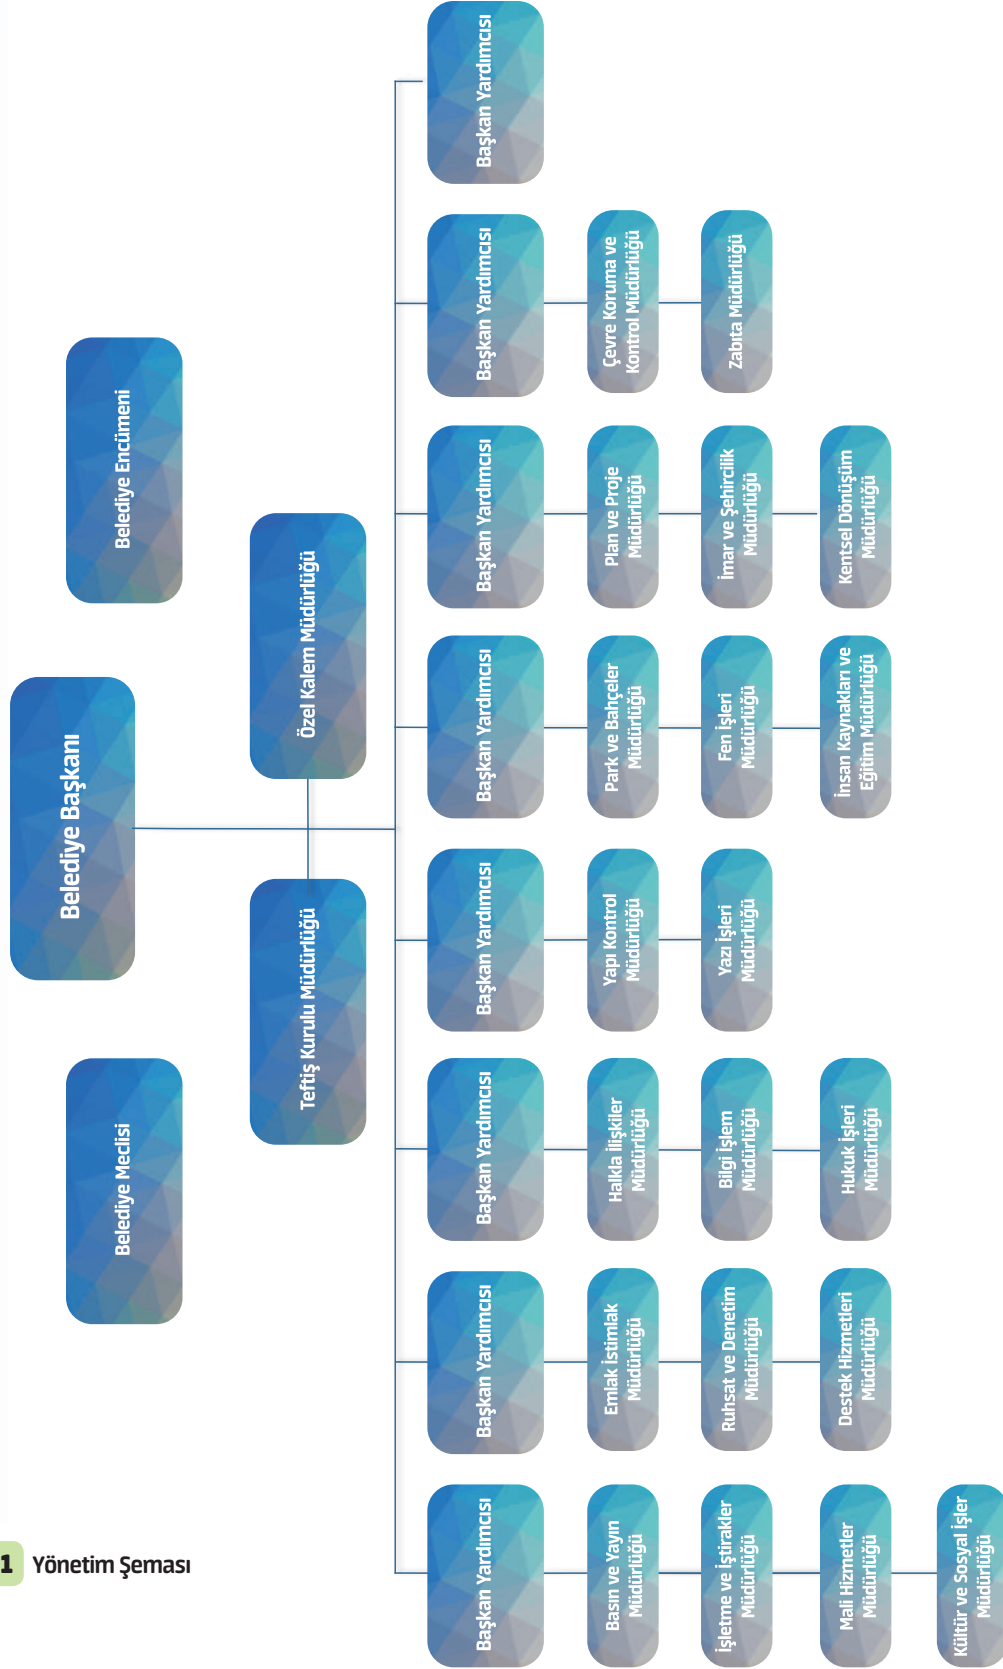 1 Yönetim Şeması
Belediye Başkanı
Belediye Meclisi
Belediye Encümeni
Teftiş Kurulu Müdürlüğü
Özel Kalem Müdürlüğü
Başkan Yardımcısı
Basın ve Yayın
Müdürlüğü
İşletme ve İştirakler
Müdürlüğü
Mali Hizmetler
Müdürlüğü
Kültür ve Sosyal İşler
Müdürlüğü
Başkan Yardımcısı
Emlak İstimlak
Müdürlüğü
Ruhsat ve Denetim
Müdürlüğü
Destek Hizmetleri
Müdürlüğü
Başkan Yardımcısı
Halkla İlişkiler
Müdürlüğü
Bilgi İşlem
Müdürlüğü
Hukuk İşleri
Müdürlüğü
Başkan Yardımcısı
Yapı Kontrol
Müdürlüğü
Yazı İşleri
Müdürlüğü
Başkan Yardımcısı
Park ve Bahçeler
Müdürlüğü
Fen İşleri
Müdürlüğü
İnsan Kaynakları ve
Eğitim Müdürlüğü
Başkan Yardımcısı
Plan ve Proje
Müdürlüğü
İmar ve Şehircilik
Müdürlüğü
Kentsel Dönüşüm
Müdürlüğü
Başkan Yardımcısı
Çevre Koruma ve
Kontrol Müdürlüğü
Zabıta Müdürlüğü
Başkan Yardımcısı